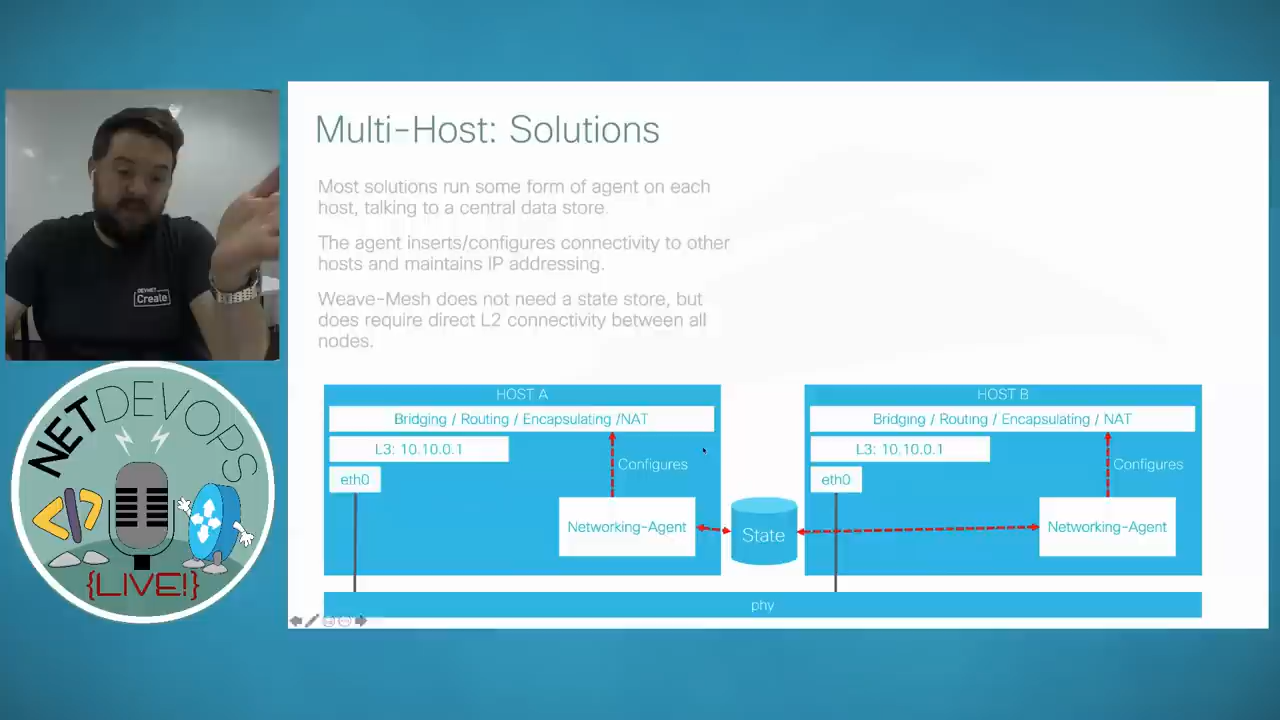 Multi-Host: Solutions
Most solutions run some form of agent on each
host, talking to a central data store.
The agent inserts/configures connectivity to other
hosts and maintains IP addressing.
Weave-Mesh does not need a state store, but
does require direct L2 connectivity between all
nodes.
HOST A
Bridging / Routing / Encapsulating /NAT
L3: 10.10.0.1
eth0
Configures
Networking-Agent
State
HOST B
Bridging / Routing / Encapsulating / NAT
L3: 10.10.0.1
eth0
Configures
Networking-Agent
phy
DEVNET
Create
NETDEVOPS
</>
{LIVE!}